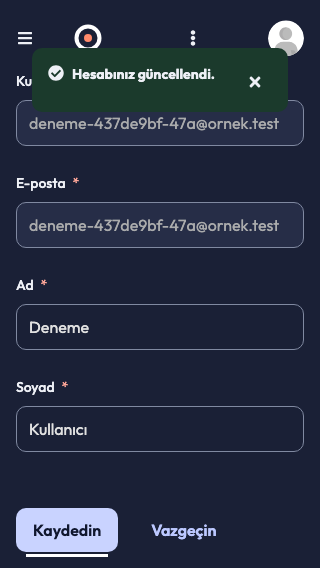 Hesabınız güncellendi.
Ku
deneme-437de9bf-47a@ornek.test
E-posta *
deneme-437de9bf-47a@ornek.test
Ad *
Deneme
Soyad *
Kullanıcı
Kaydedin
Vazgeçin